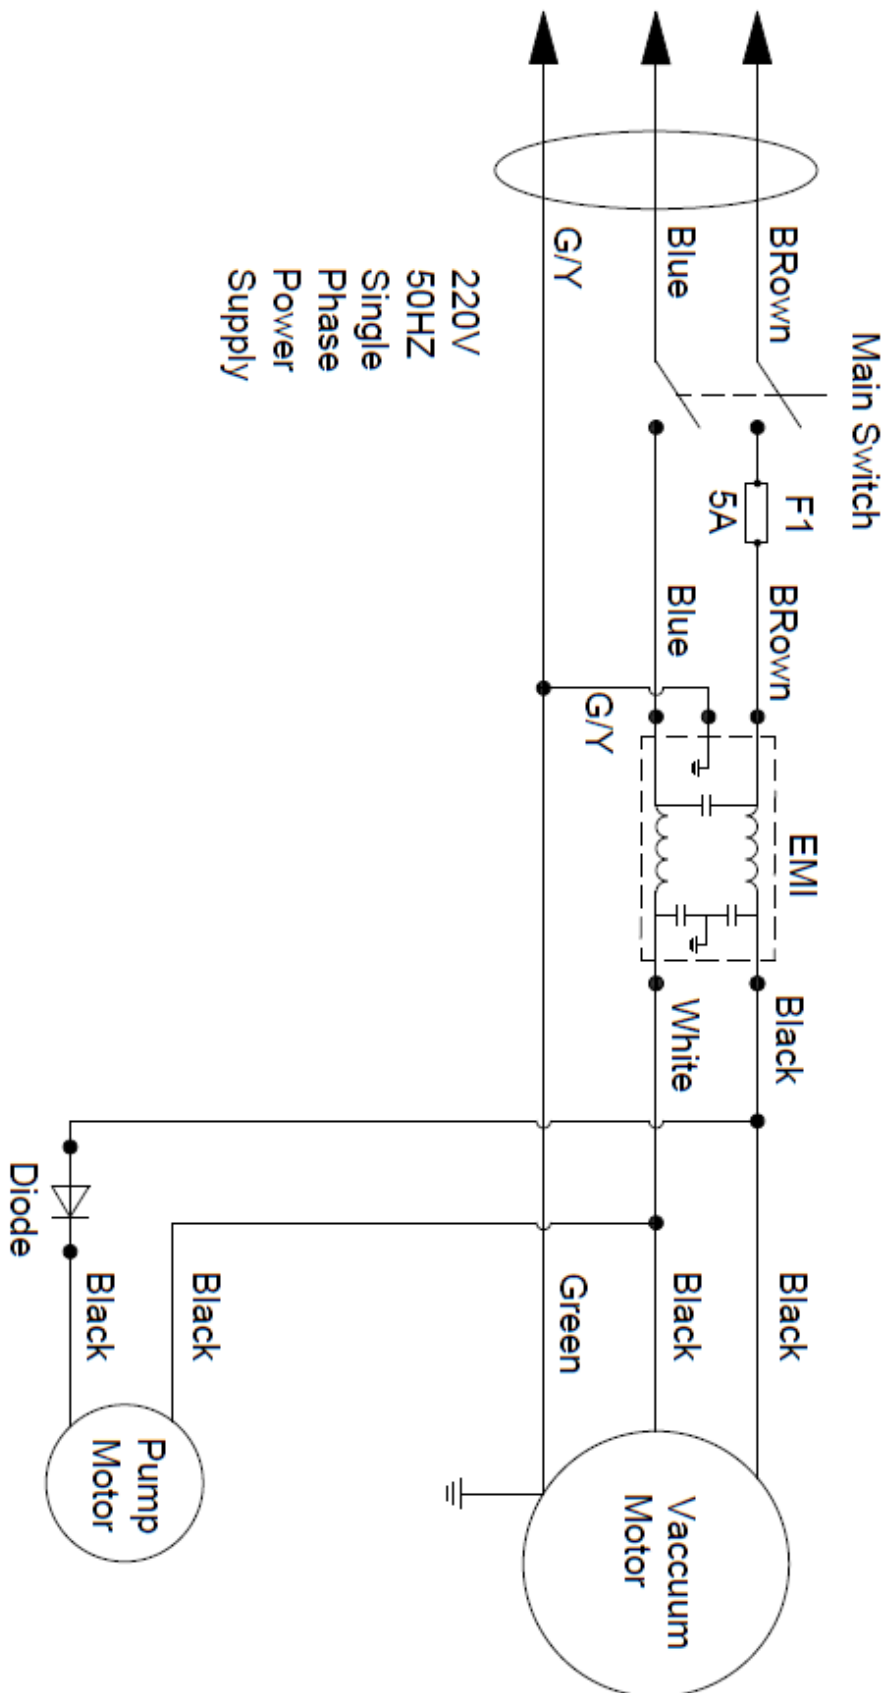 Main Switch
BRown
Blue
G/Y
220V
50HZ
Single
Phase
Power
Supply
F1
5A
BRown
Blue
G/Y
EMI
Black
White
Black
Black
Green
Black
Black
Diode
Vaccuum
Motor
Pump
Motor